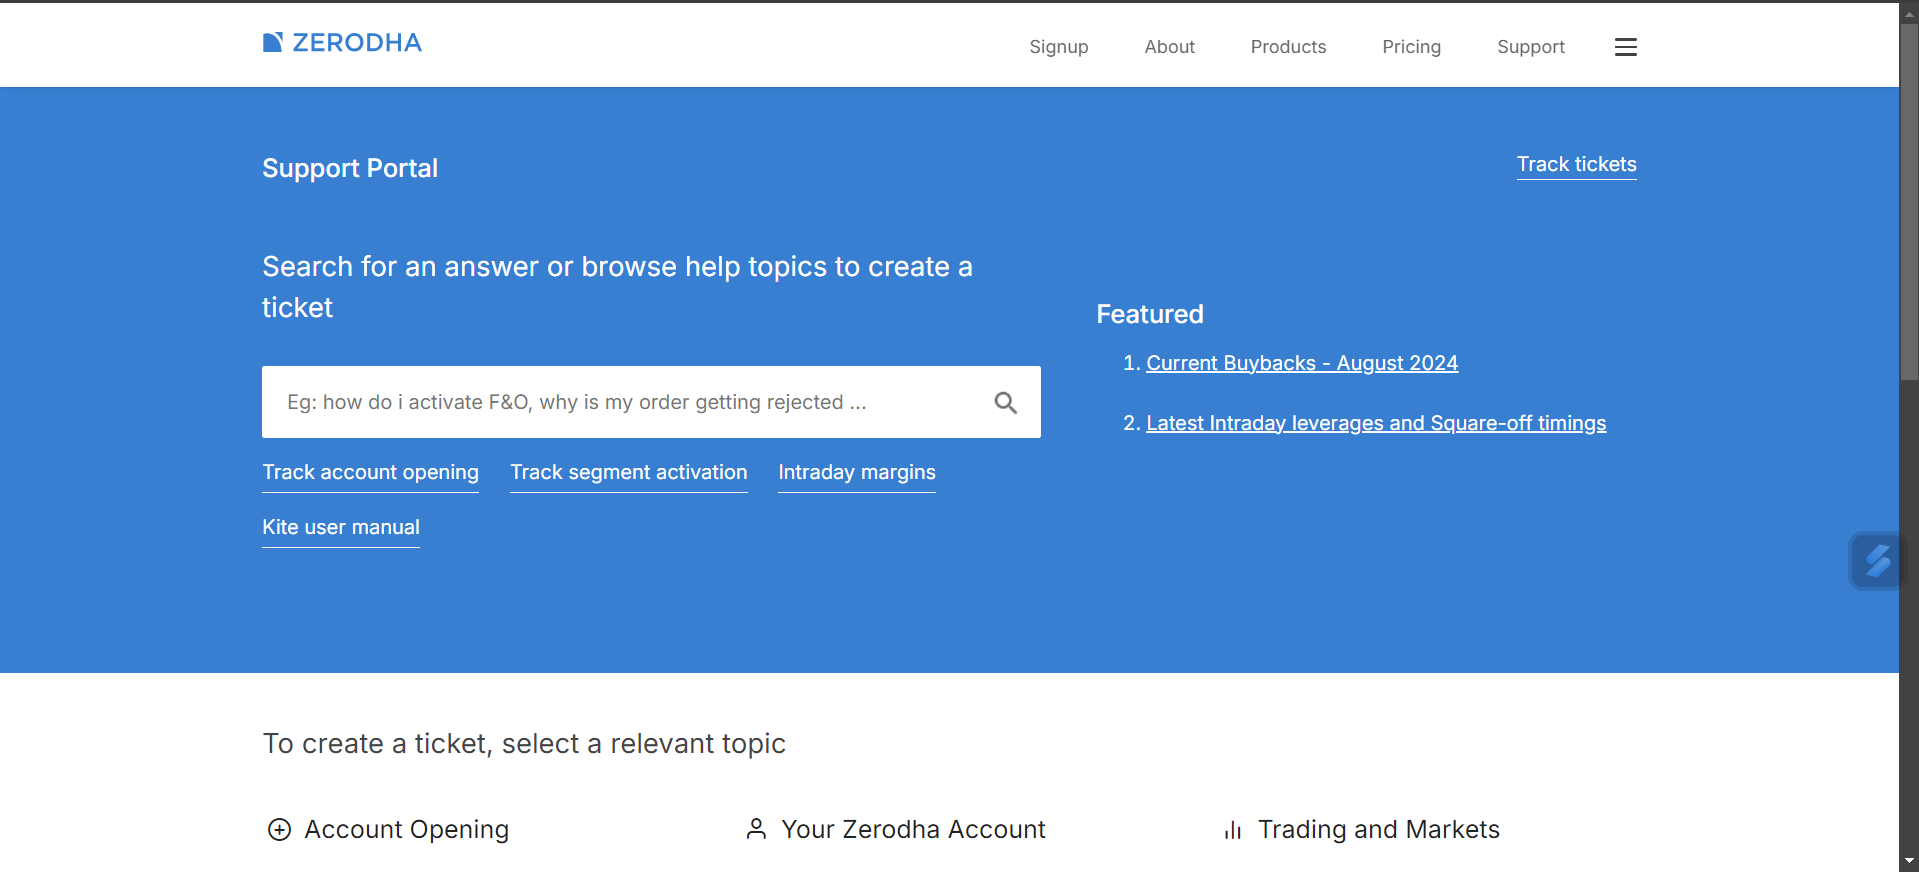 ZERODHA
Signup
About
Products
Pricing
Support
Support Portal
Track tickets
Search for an answer or browse help topics to create a
ticket
Eg: how do i activate F&O, why is my order getting rejected ...
Track account opening
Track segment activation
Intraday margins
Kite user manual
Featured
1. Current Buybacks - August 2024
2. Latest Intraday leverages and Square-off timings
To create a ticket, select a relevant topic
Account Opening
Your Zerodha Account
Trading and Markets